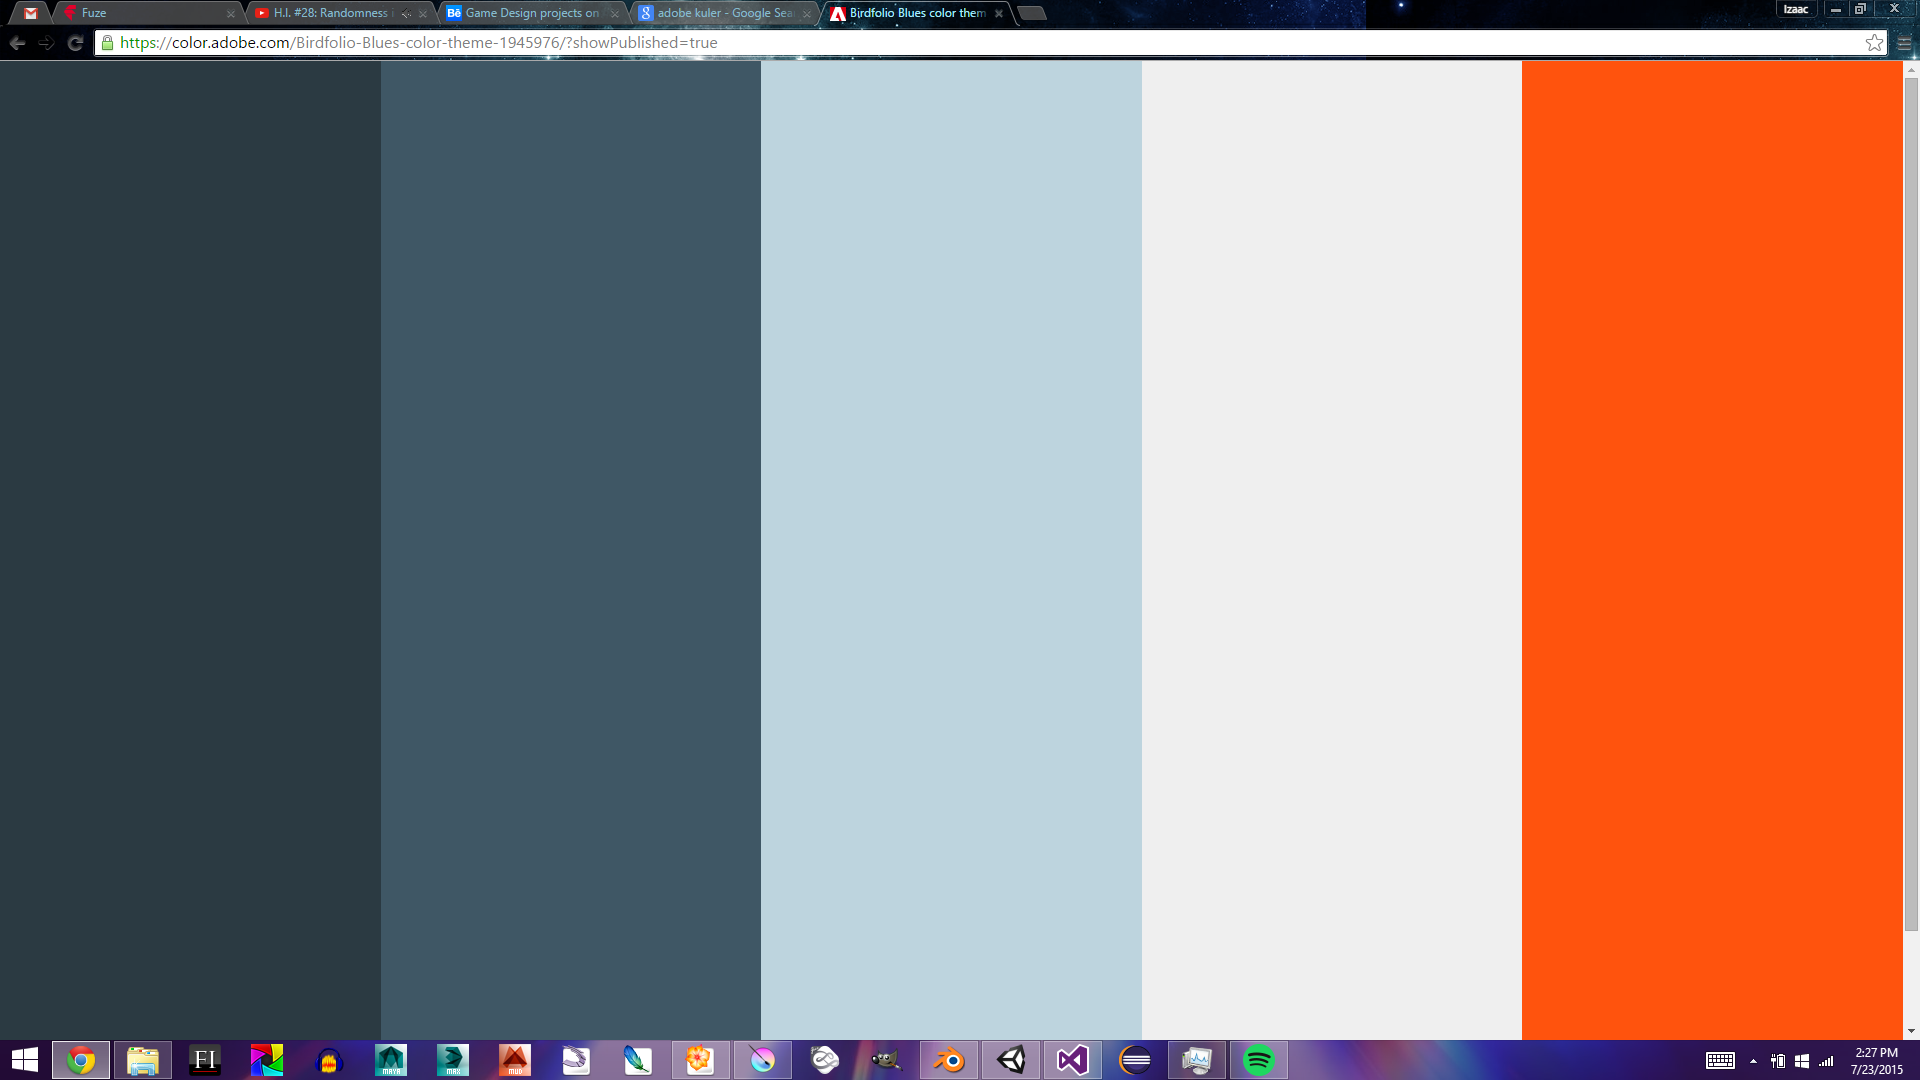 Fuze
H.I. #28: Randomness i
Game Design projects on
adobe kuler - Google Sea
Birdfolio Blues color them
Izaac
https://color.adobe.com/Birdfolio-Blues-color-theme-1945976/?showPublished=true
FI
MAYA
MAX
MUD
2:27 PM
7/23/2015